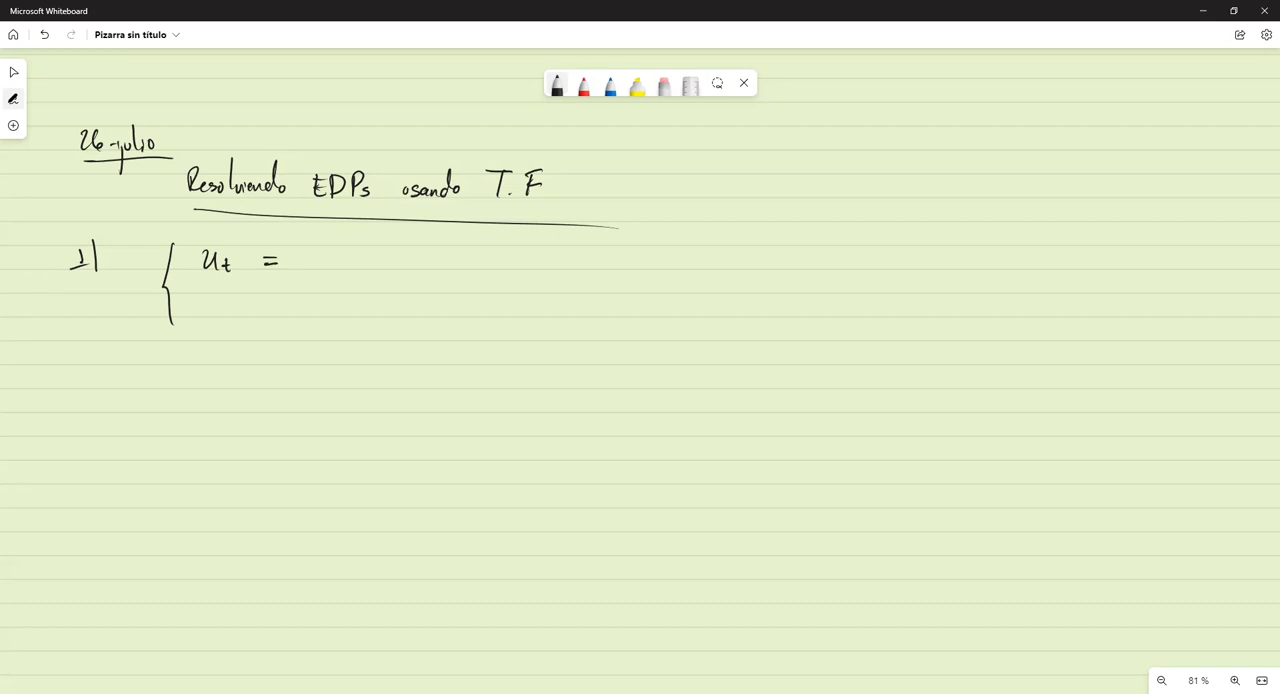 Microsoft Whiteboard
Pizarra sin título
26-julio
Resolviendo EDPs usando T.F
1)
{ u_t =
81 %